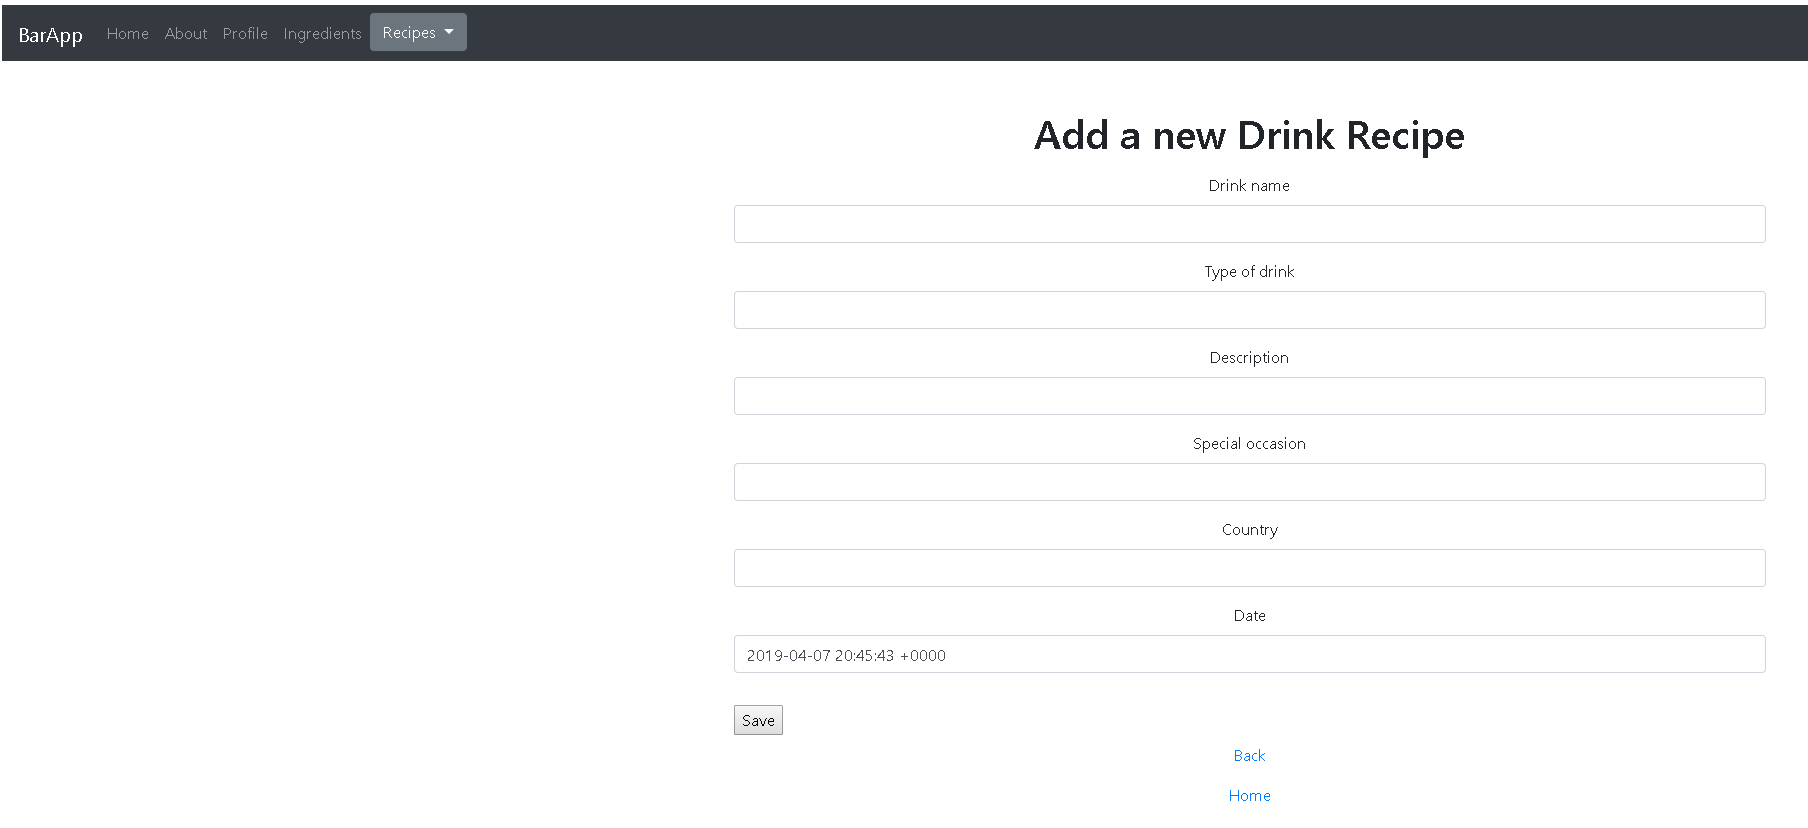 BarApp Home About Profile Ingredients Recipes
Add a new Drink Recipe
Drink name
Type of drink
Description
Special occasion
Country
Date
2019-04-07 20:45:43 +0000
Save
Back
Home